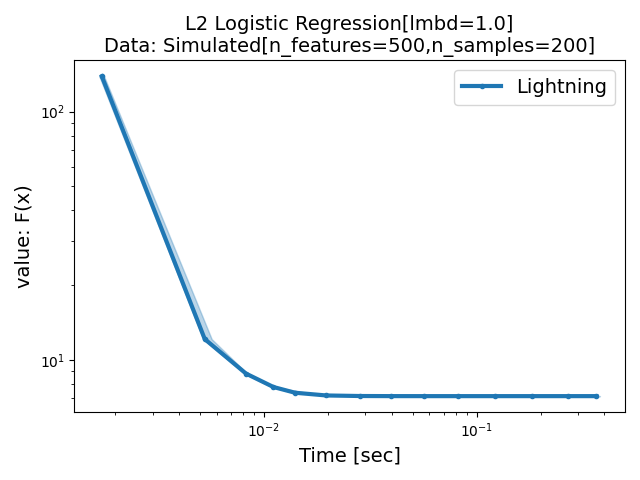 L2 Logistic Regression[lmbd=1.0]
Data: Simulated[n_features=500,n_samples=200]
Lightning
value: F(x)
10²
10¹
10⁻²
10⁻¹
Time [sec]